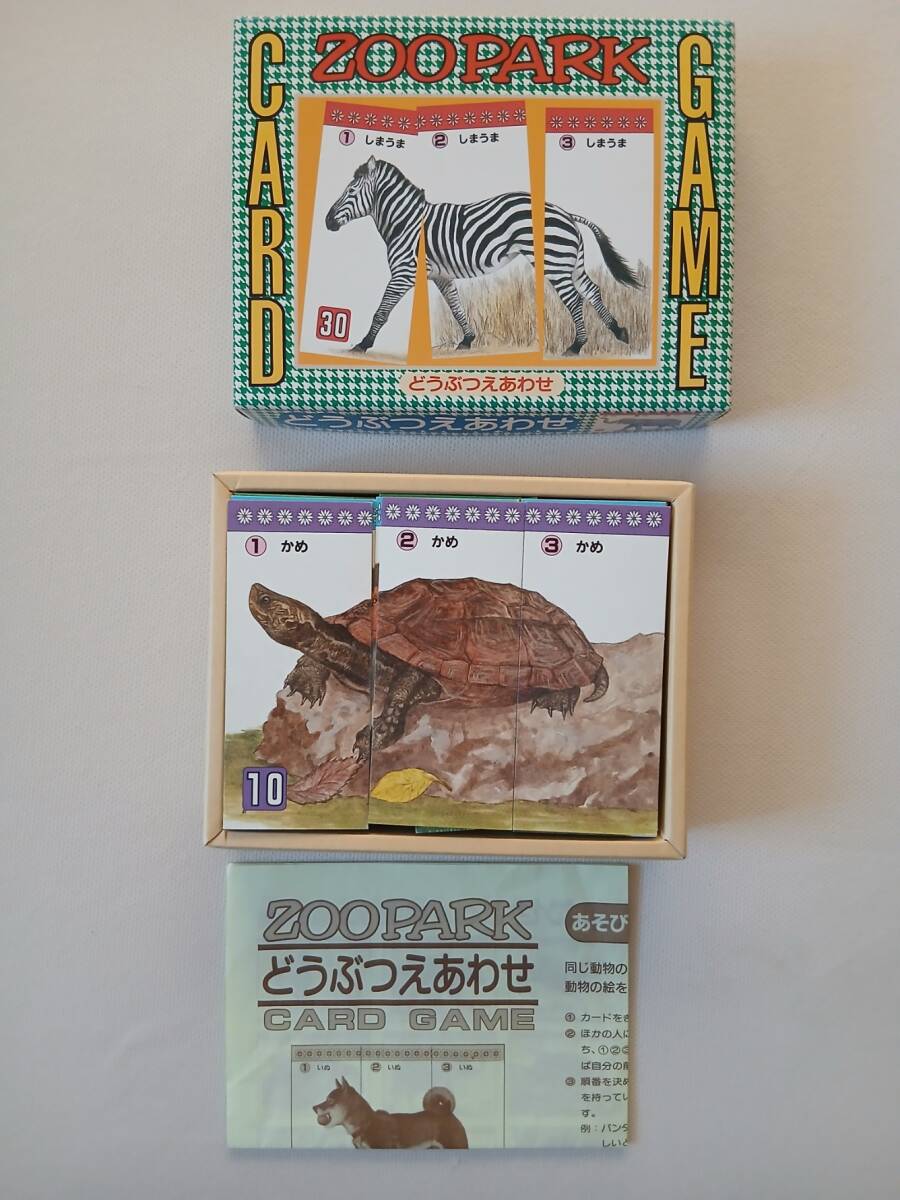 ZOO PARK
CARD
GAME
① しまうま
② しまうま
③ しまうま
30
どうぶつえあわせ
どうぶつえあわせ
① かめ
② かめ
③ かめ
10
ZOO PARK
どうぶつえあわせ
CARD GAME
① いぬ
② いぬ
③ いぬ
あそび
同じ動物の
動物の絵を
① カードをき
② ほかの人に
ち、①②③
ば自分の前
③ 順番を決め
を持ってい
す。
例：パンダ
しいと